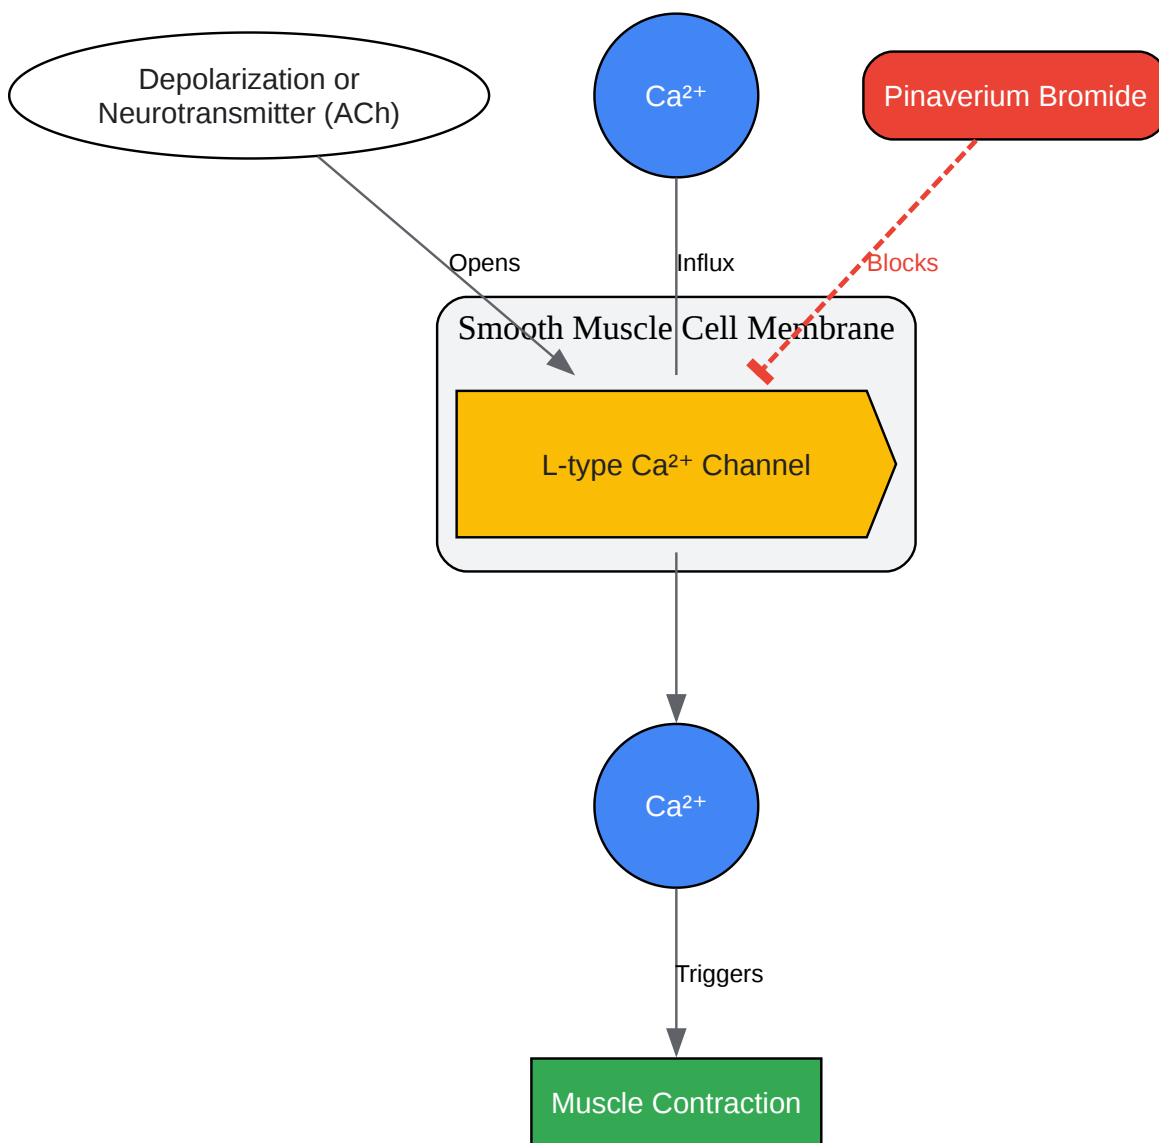 Depolarization or
Neurotransmitter (ACh)
Ca²⁺
Pinaverium Bromide
Opens
Influx
Blocks
Smooth Muscle Cell Membrane
L-type Ca²⁺ Channel
Ca²⁺
Triggers
Muscle Contraction